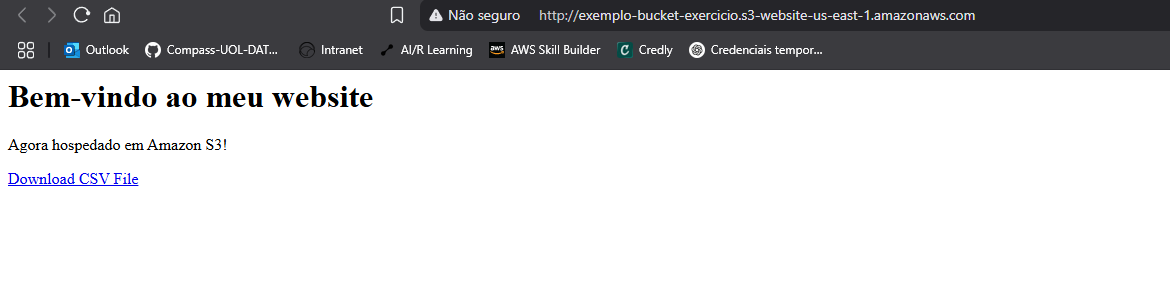 Não seguro http://exemplo-bucket-exercicio.s3-website-us-east-1.amazonaws.com
Outlook Compass-UOL-DAT... Intranet AI/R Learning aws AWS Skill Builder C Credly Credenciais tempor...
Bem-vindo ao meu website
Agora hospedado em Amazon S3!
Download CSV File